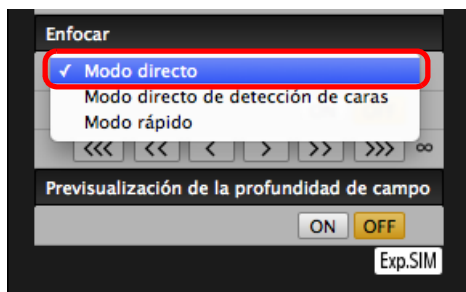 Enfocar
✓ Modo directo
Modo directo de detección de caras
Modo rápido
<<< << < > >> >>> ∞
Previsualización de la profundidad de campo
ON OFF
Exp.SIM